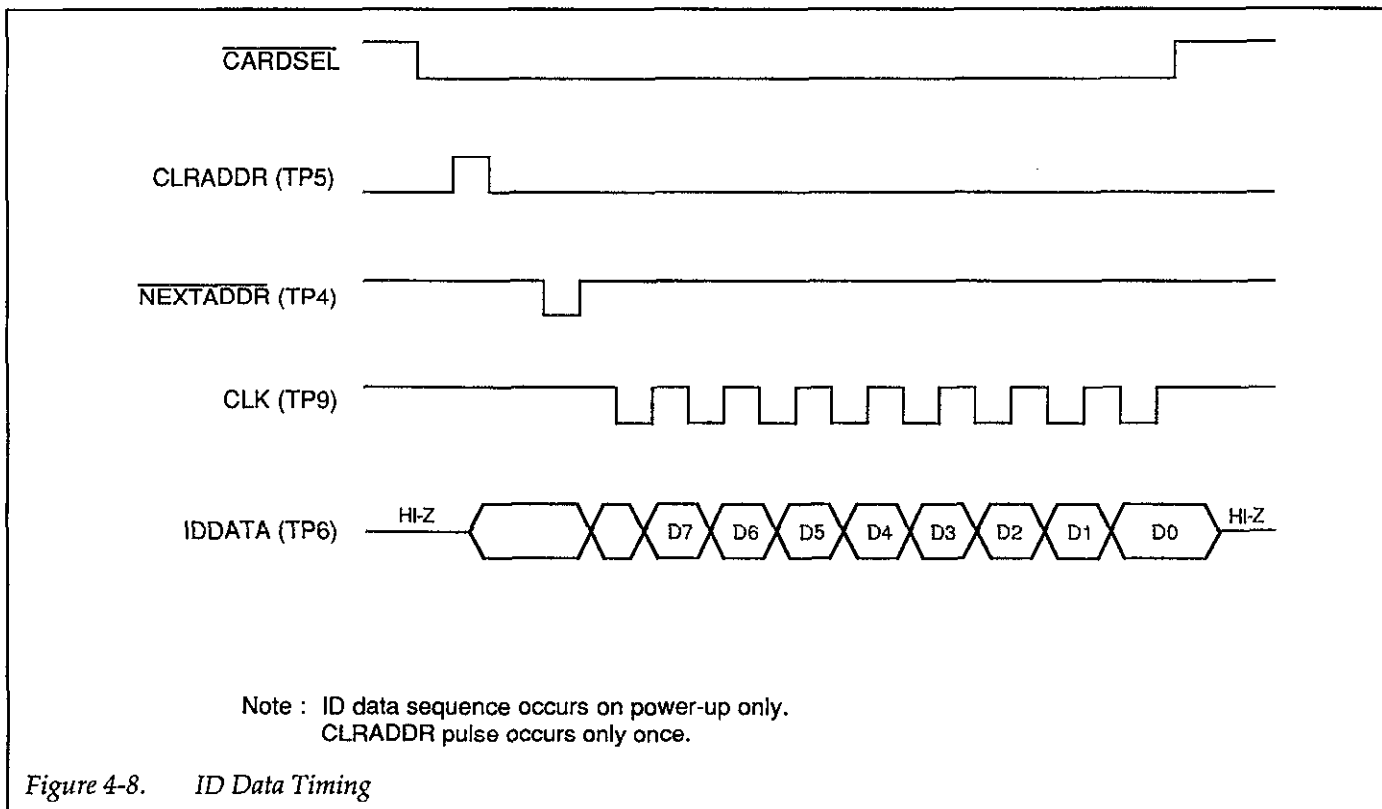 CARDSEL
CLRADDR (TP5)
NEXTADDR (TP4)
CLK (TP9)
IDDATA (TP6)
HI-Z
D7
D6
D5
D4
D3
D2
D1
D0
HI-Z
Note : ID data sequence occurs on power-up only.
CLRADDR pulse occurs only once.
Figure 4-8. ID Data Timing